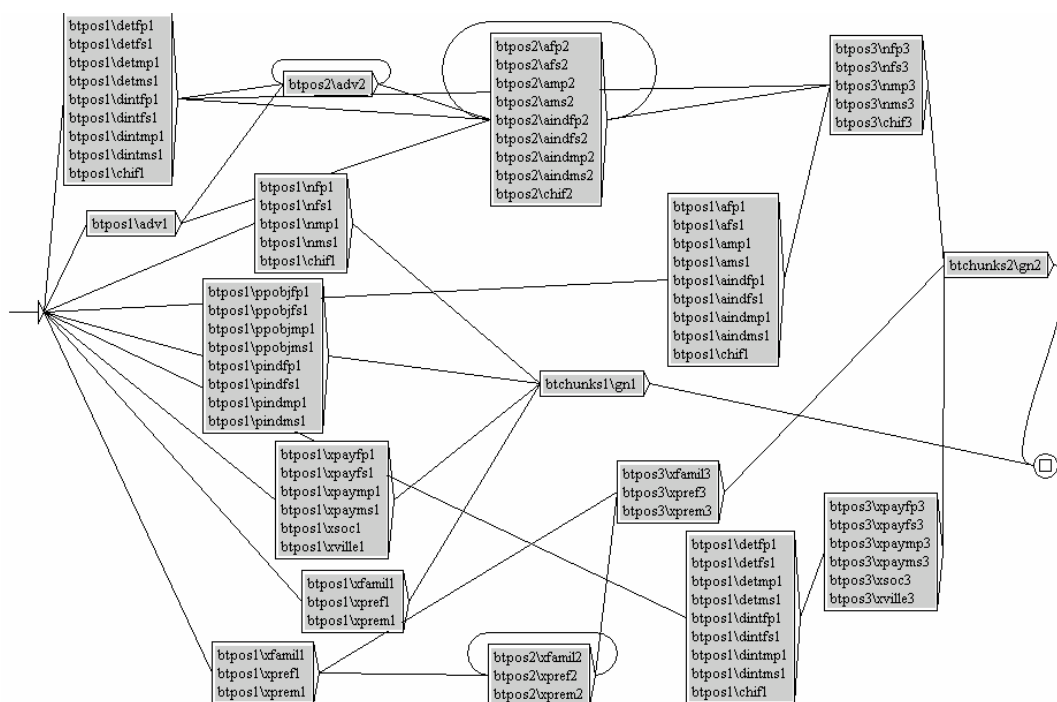 btpos1\detfp1
btpos1\detfs1
btpos1\detmp1
btpos1\detms1
btpos1\dintfp1
btpos1\dintfs1
btpos1\dintmp1
btpos1\dintms1
btpos1\chif1
btpos2\adv2
btpos2\afp2
btpos2\afs2
btpos2\amp2
btpos2\ams2
btpos2\aindfp2
btpos2\aindfs2
btpos2\aindmp2
btpos2\aindms2
btpos2\chif2
btpos3\nfp3
btpos3\nfs3
btpos3\nmp3
btpos3\nms3
btpos3\chif3
btpos1\adv1
btpos1\nfp1
btpos1\nfs1
btpos1\nmp1
btpos1\nms1
btpos1\chif1
btpos1\afp1
btpos1\afs1
btpos1\amp1
btpos1\ams1
btpos1\aindfp1
btpos1\aindfs1
btpos1\aindmp1
btpos1\aindms1
btpos1\chif1
btchunks2\gn2
btpos1\ppobjfp1
btpos1\ppobjfs1
btpos1\ppobjmp1
btpos1\ppobjms1
btpos1\pindfp1
btpos1\pindfs1
btpos1\pindmp1
btpos1\pindms1
btchunks1\gn1
btpos1\xpayfp1
btpos1\xpayfs1
btpos1\xpaymp1
btpos1\xpayms1
btpos1\xsoc1
btpos1\xville1
btpos3\xfamil3
btpos3\xpref3
btpos3\xprem3
btpos3\xpayfp3
btpos3\xpayfs3
btpos3\xpaymp3
btpos3\xpayms3
btpos3\xsoc3
btpos3\xville3
btpos1\detfp1
btpos1\detfs1
btpos1\detmp1
btpos1\detms1
btpos1\dintfp1
btpos1\dintfs1
btpos1\dintmp1
btpos1\dintms1
btpos1\chif1
btpos1\xfamil1
btpos1\xpref1
btpos1\xprem1
btpos1\xfamil1
btpos1\xpref1
btpos1\xprem1
btpos2\xfamil2
btpos2\xpref2
btpos2\xprem2